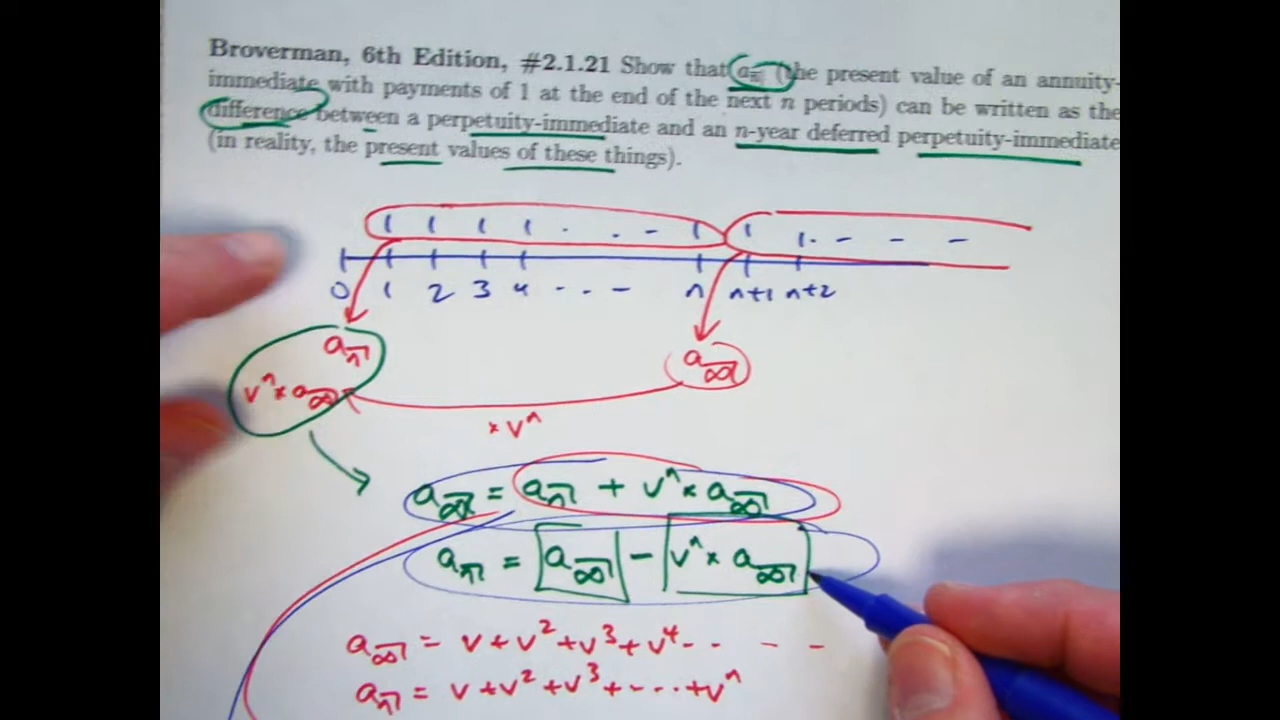 Broverman, 6th Edition, #2.1.21 Show that a_n̅| (the present value of an annuity-
immediate with payments of 1 at the end of the next n periods) can be written as the
difference between a perpetuity-immediate and an n-year deferred perpetuity-immediate
(in reality, the present values of these things).
1 1 1 1 . . - 1 1 1 . - - -
0 1 2 3 4 . . - n n+1 n+2
a_n̅|
a_∞̅|
v^n × a_∞̅|
× v^n
a_∞̅| = a_n̅| + v^n × a_∞̅|
a_n̅| = a_∞̅| - v^n × a_∞̅|
a_∞̅| = v + v^2 + v^3 + v^4 - - - -
a_n̅| = v + v^2 + v^3 + - . . + v^n